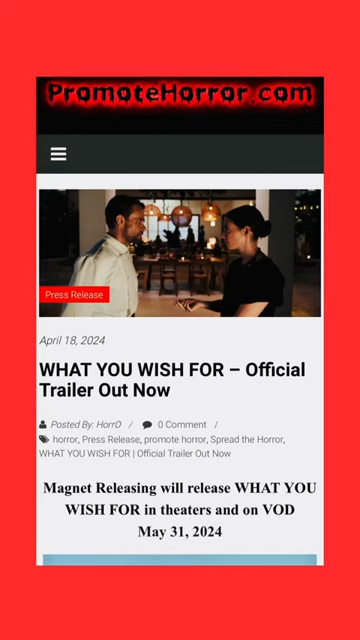 PromoteHorror.com
Press Release
April 18, 2024
WHAT YOU WISH FOR – Official
Trailer Out Now
Posted By: HorrO / 0 Comment /
horror, Press Release, promote horror, Spread the Horror,
WHAT YOU WISH FOR | Official Trailer Out Now
Magnet Releasing will release WHAT YOU
WISH FOR in theaters and on VOD
May 31, 2024